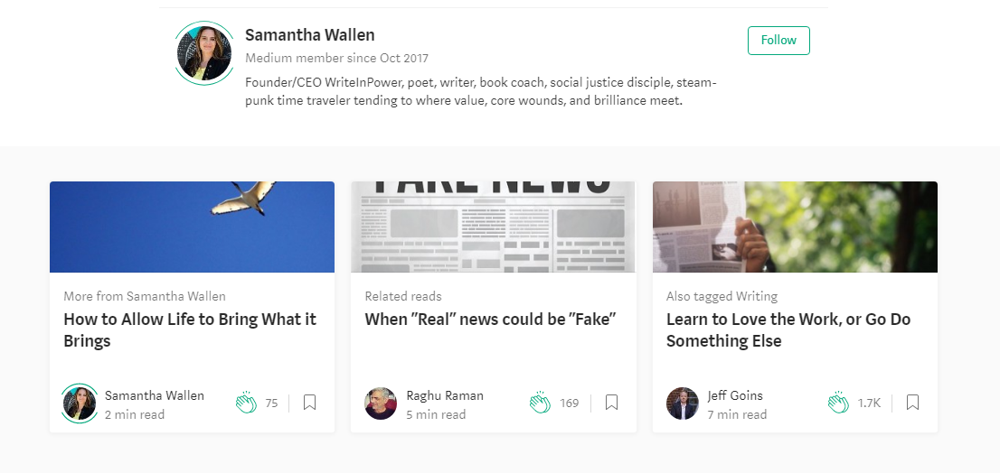 Samantha Wallen
Follow
Medium member since Oct 2017
Founder/CEO WriteInPower, poet, writer, book coach, social justice disciple, steam-
punk time traveler tending to where value, core wounds, and brilliance meet.
FAKE NEWS
More from Samantha Wallen
How to Allow Life to Bring What it
Brings
Samantha Wallen
2 min read
75
Related reads
When ”Real” news could be ”Fake”
Raghu Raman
5 min read
169
Also tagged Writing
Learn to Love the Work, or Go Do
Something Else
Jeff Goins
7 min read
1.7K